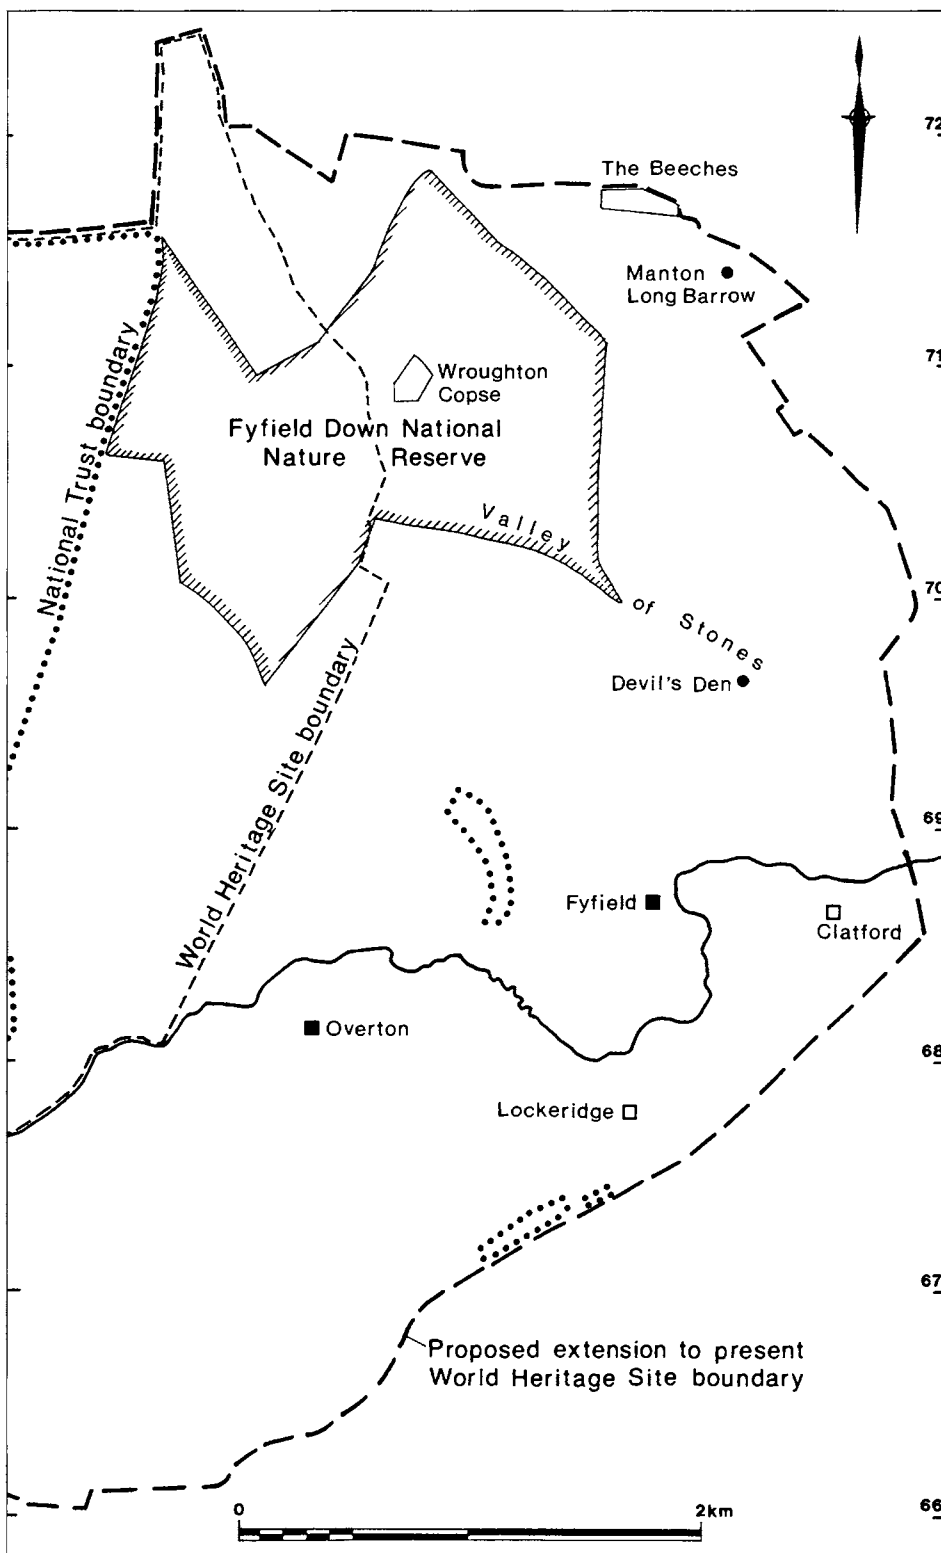 72
The Beeches
Manton
Long Barrow
71
Wroughton
Copse
National Trust boundary
Fyfield Down National
Nature Reserve
Valley
of Stones
70
Devil's Den
World Heritage Site boundary
69
Fyfield
Clatford
Overton
68
Lockeridge
67
Proposed extension to present
World Heritage Site boundary
66
0
2km